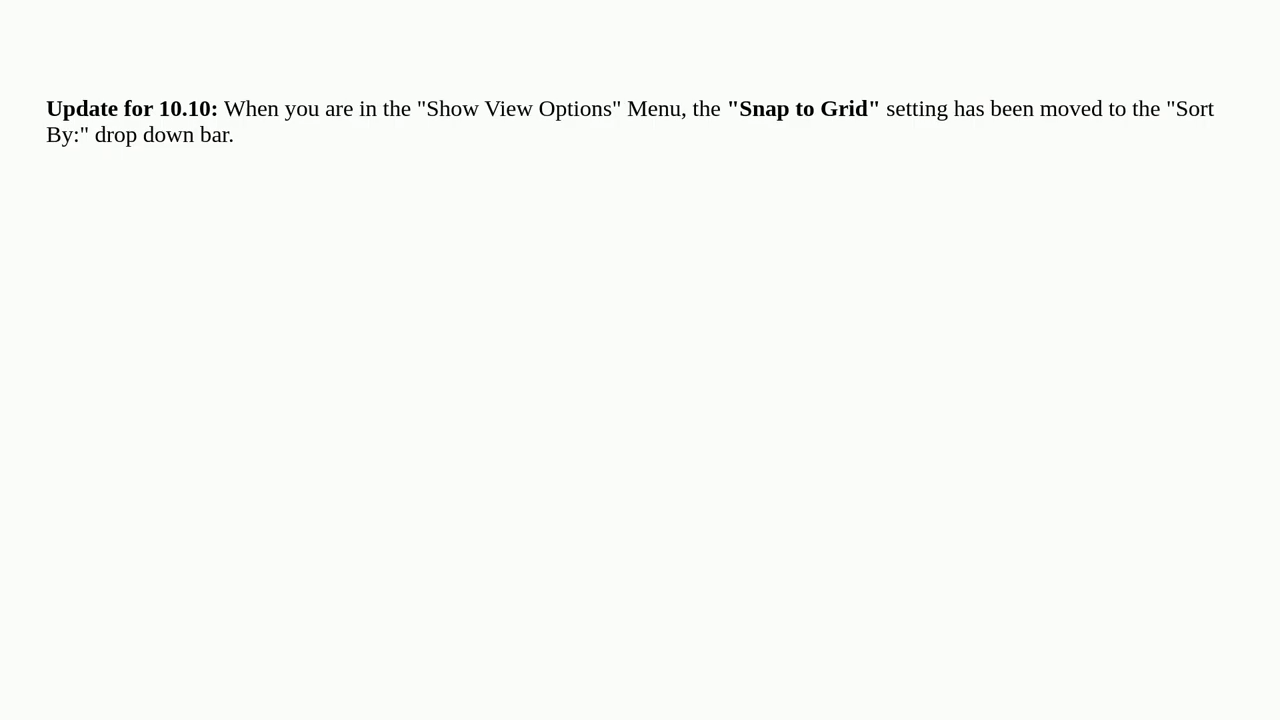 Update for 10.10: When you are in the "Show View Options" Menu, the "Snap to Grid" setting has been moved to the "Sort
By:" drop down bar.